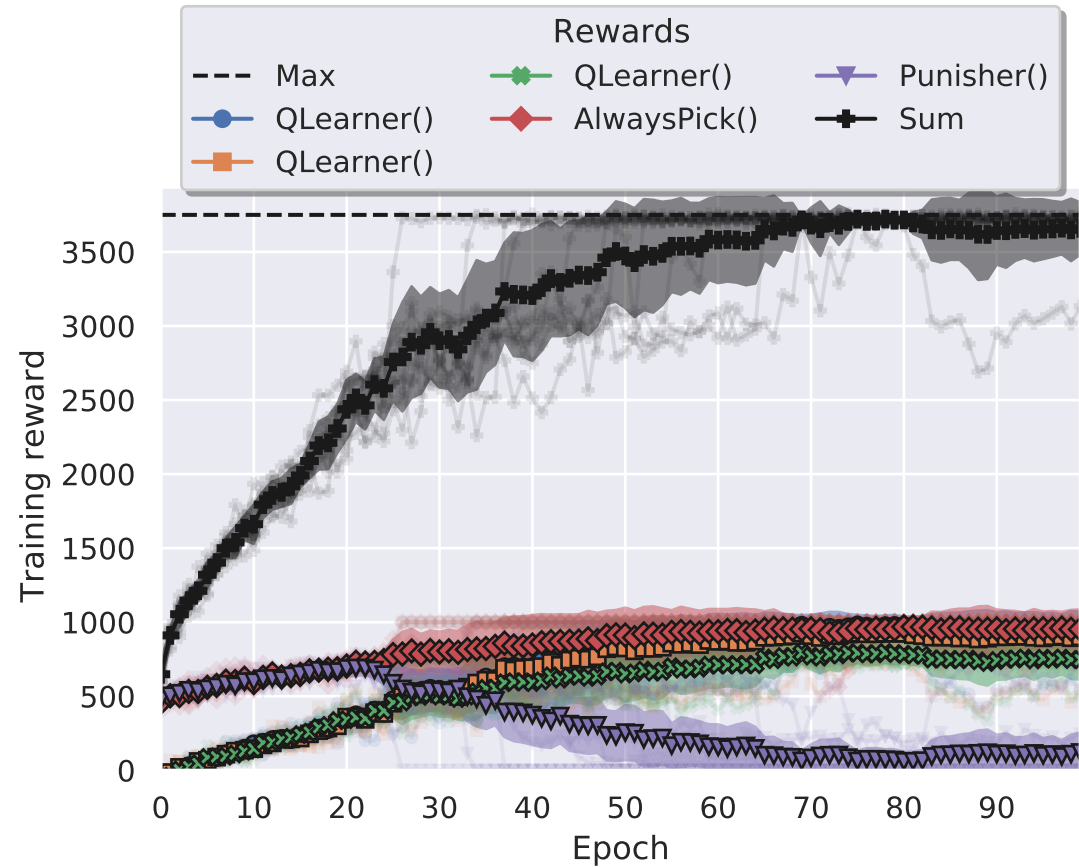 Rewards
Max
QLearner()
QLearner()
QLearner()
AlwaysPick()
Punisher()
Sum
Training reward
3500
3000
2500
2000
1500
1000
500
0
0 10 20 30 40 50 60 70 80 90
Epoch